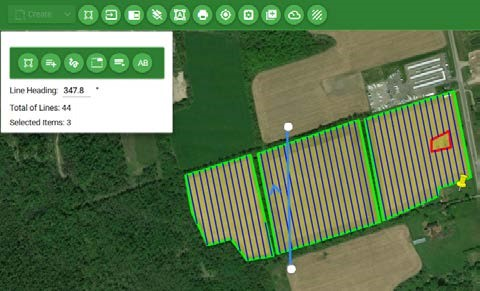 Create
AB
Line Heading: 347.8 °
Total of Lines: 44
Selected Items: 3